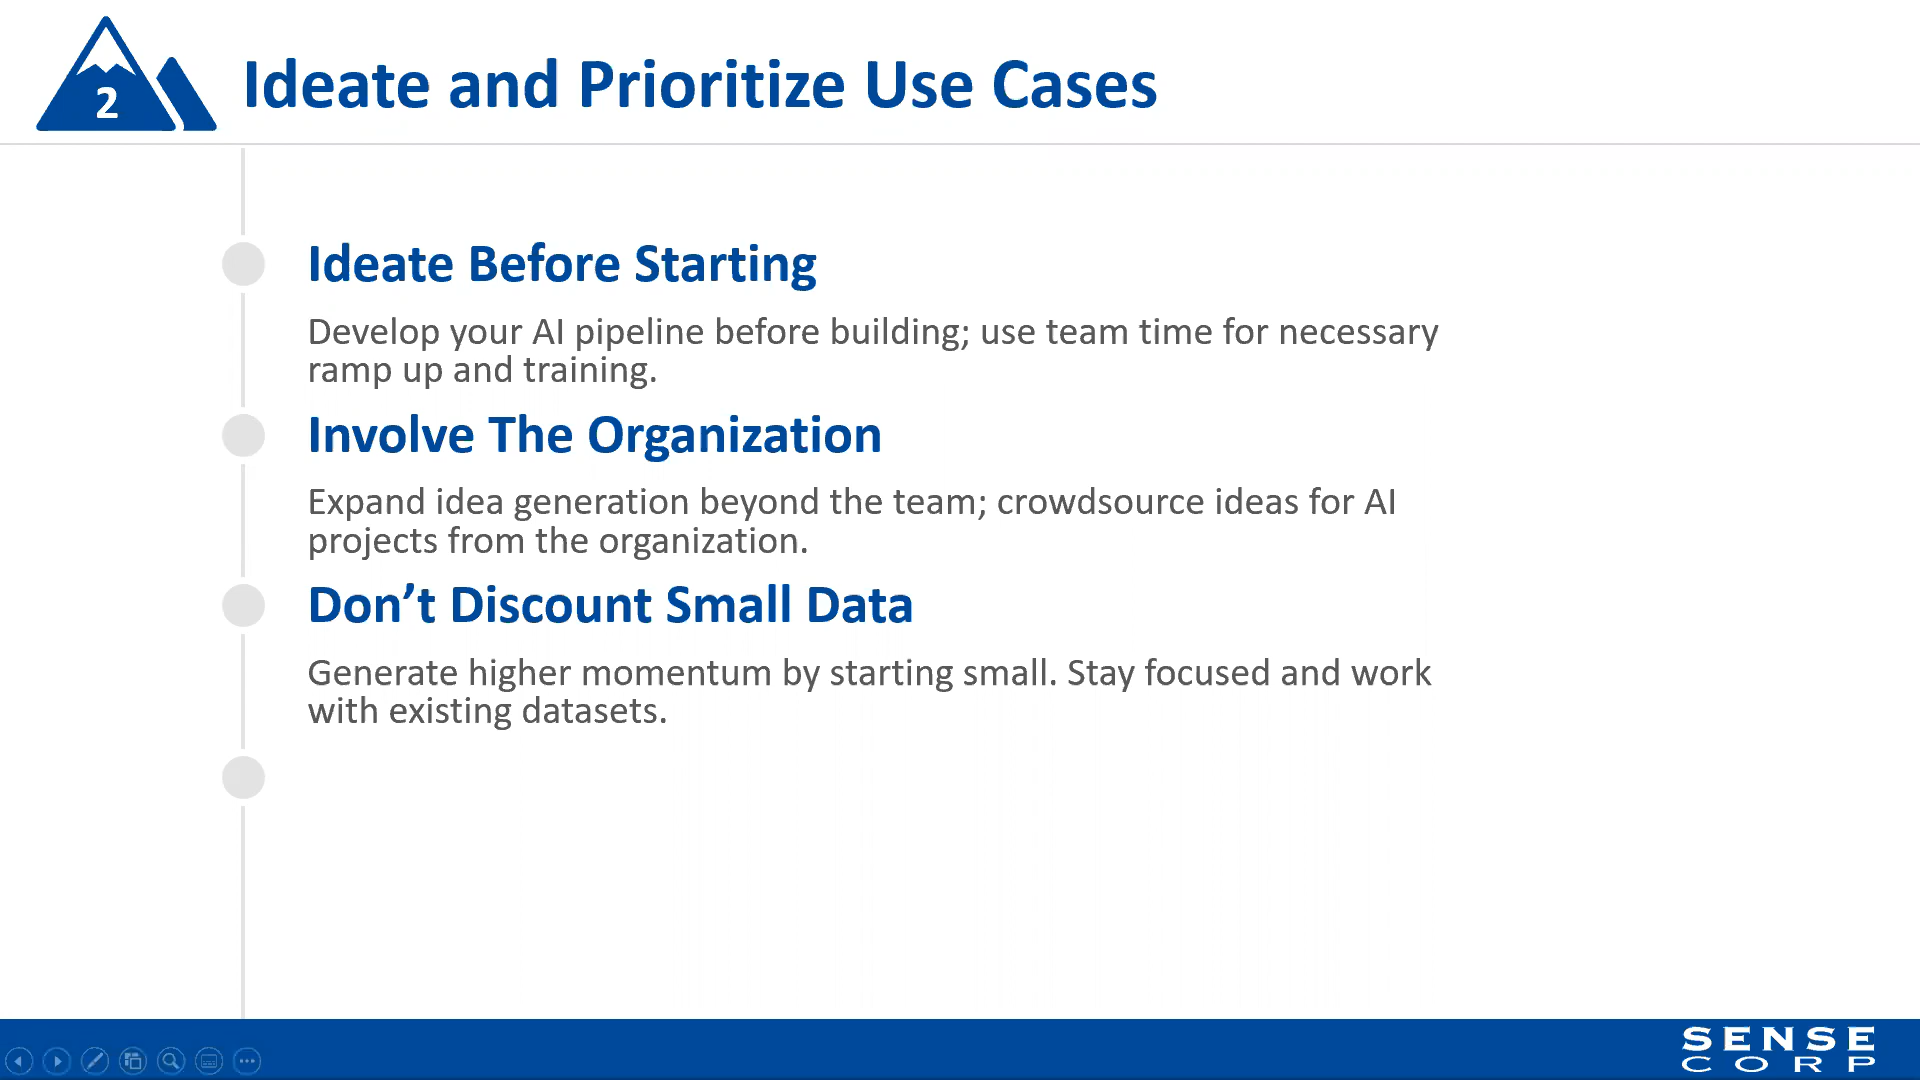 2
Ideate and Prioritize Use Cases
Ideate Before Starting
Develop your AI pipeline before building; use team time for necessary
ramp up and training.
Involve The Organization
Expand idea generation beyond the team; crowdsource ideas for AI
projects from the organization.
Don’t Discount Small Data
Generate higher momentum by starting small. Stay focused and work
with existing datasets.
SENSE
CORP